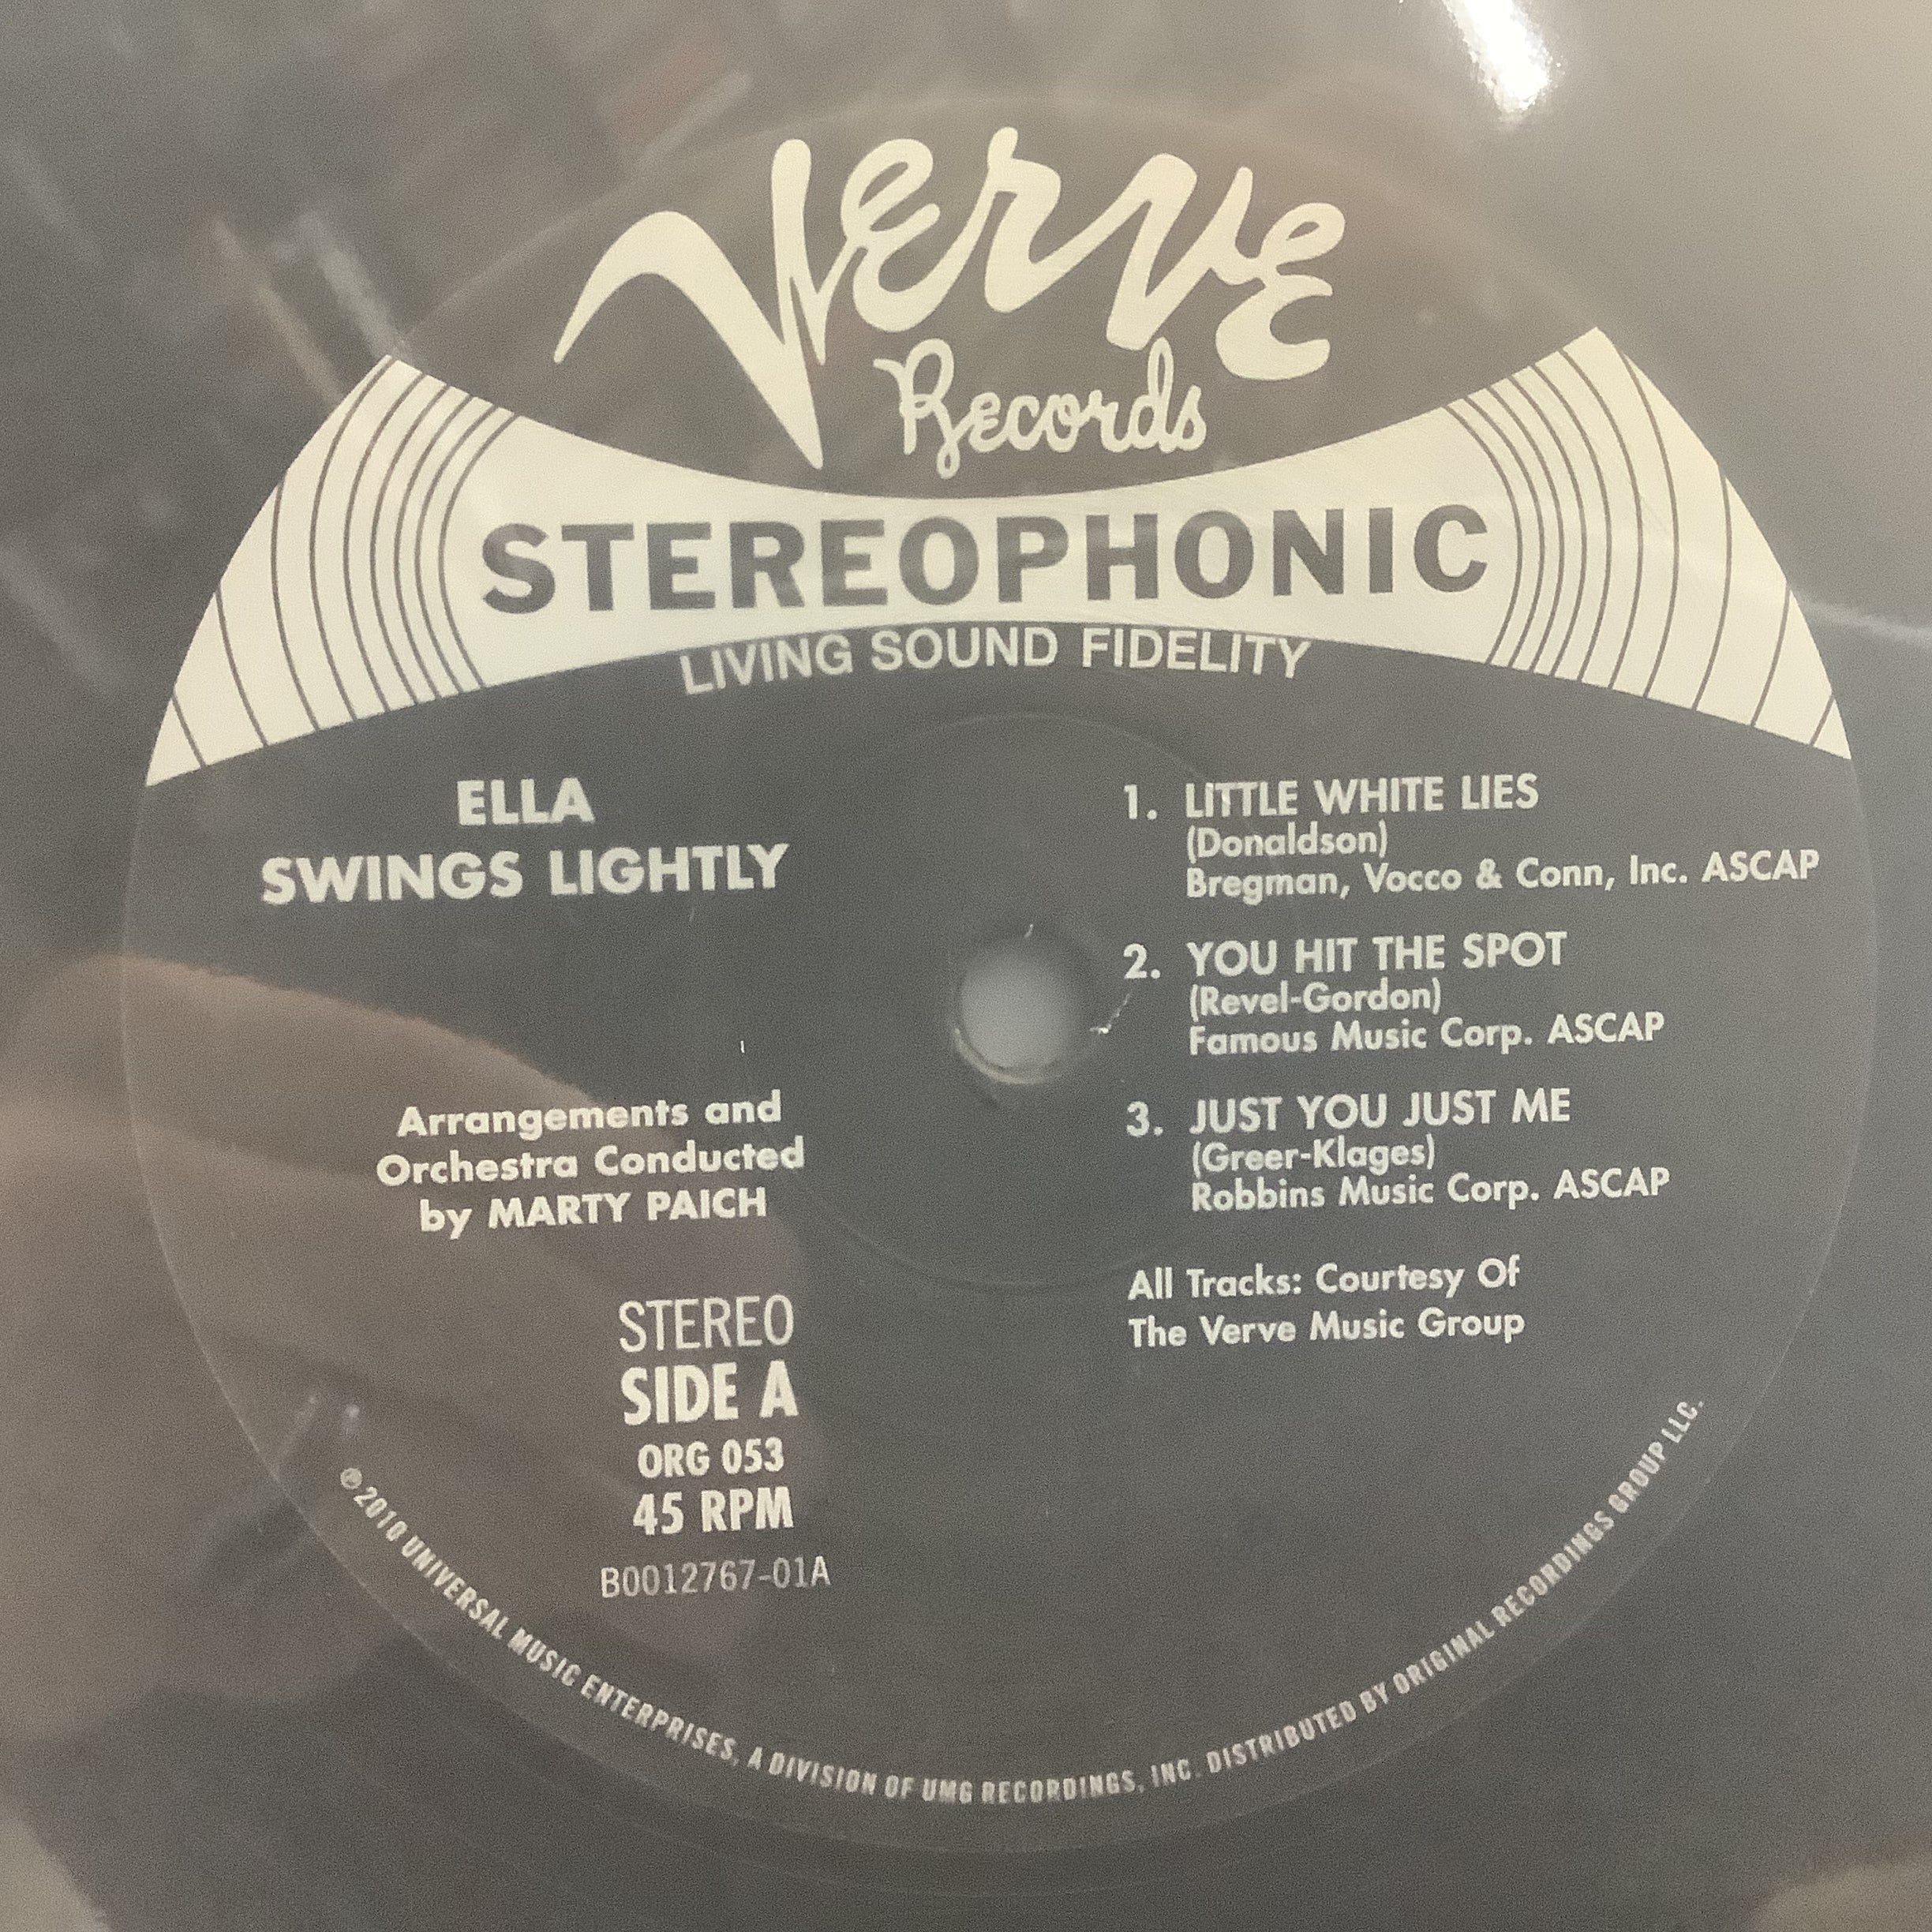 Verve
Records
STEREOPHONIC
LIVING SOUND FIDELITY
ELLA
SWINGS LIGHTLY
Arrangements and
Orchestra Conducted
by MARTY PAICH
STEREO
SIDE A
ORG 053
45 RPM
B0012767-01A
1. LITTLE WHITE LIES
(Donaldson)
Bregman, Vocco & Conn, Inc. ASCAP
2. YOU HIT THE SPOT
(Revel-Gordon)
Famous Music Corp. ASCAP
3. JUST YOU JUST ME
(Greer-Klages)
Robbins Music Corp. ASCAP
All Tracks: Courtesy Of
The Verve Music Group
℗2010 UNIVERSAL MUSIC ENTERPRISES, A DIVISION OF UMG RECORDINGS, INC. DISTRIBUTED BY ORIGINAL RECORDINGS GROUP LLC.